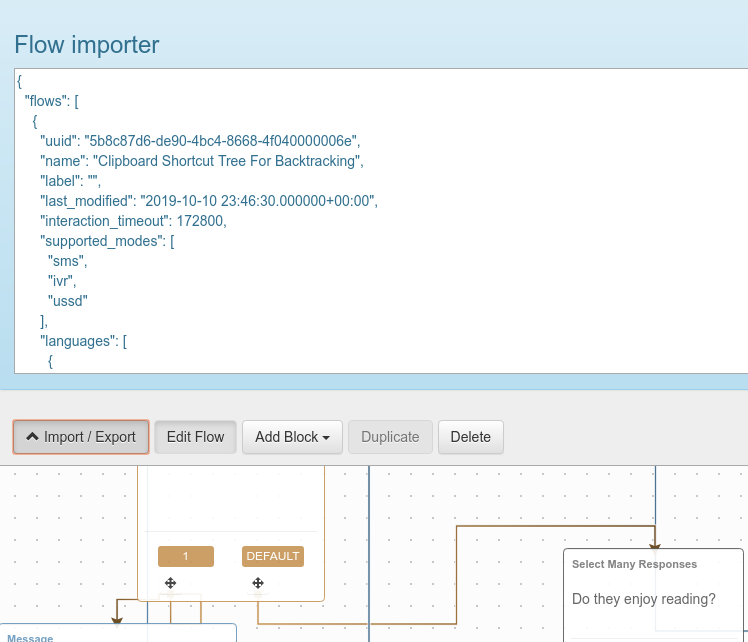 Flow importer
{
"flows": [
{
"uuid": "5b8c87d6-de90-4bc4-8668-4f040000006e",
"name": "Clipboard Shortcut Tree For Backtracking",
"label": "",
"last_modified": "2019-10-10 23:46:30.000000+00:00",
"interaction_timeout": 172800,
"supported_modes": [
"sms",
"ivr",
"ussd"
],
"languages": [
{
Import / Export Edit Flow Add Block Duplicate Delete
1 DEFAULT
Select Many Responses
Do they enjoy reading?
Message